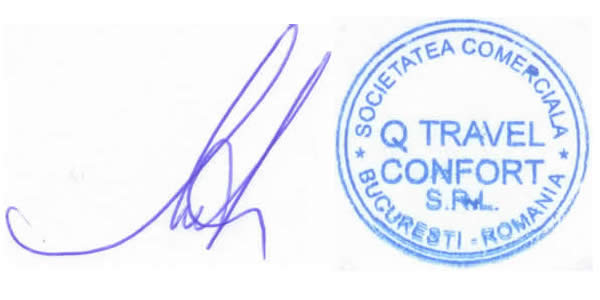 SOCIETATEA COMERCIALA
Q TRAVEL
CONFORT
S.R.L.
* BUCURESTI - ROMANIA *